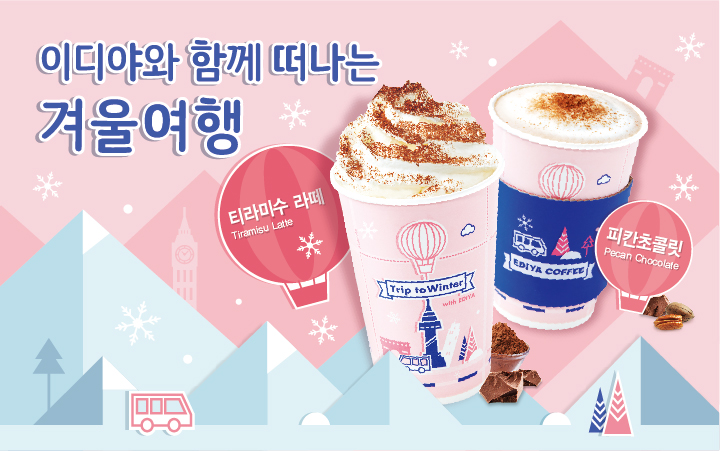 이디야와 함께 떠나는
겨울여행
티라미수 라떼
Tiramisu Latte
피칸초콜릿
Pecan Chocolate
Trip to Winter
with EDIYA
EDIYA COFFEE